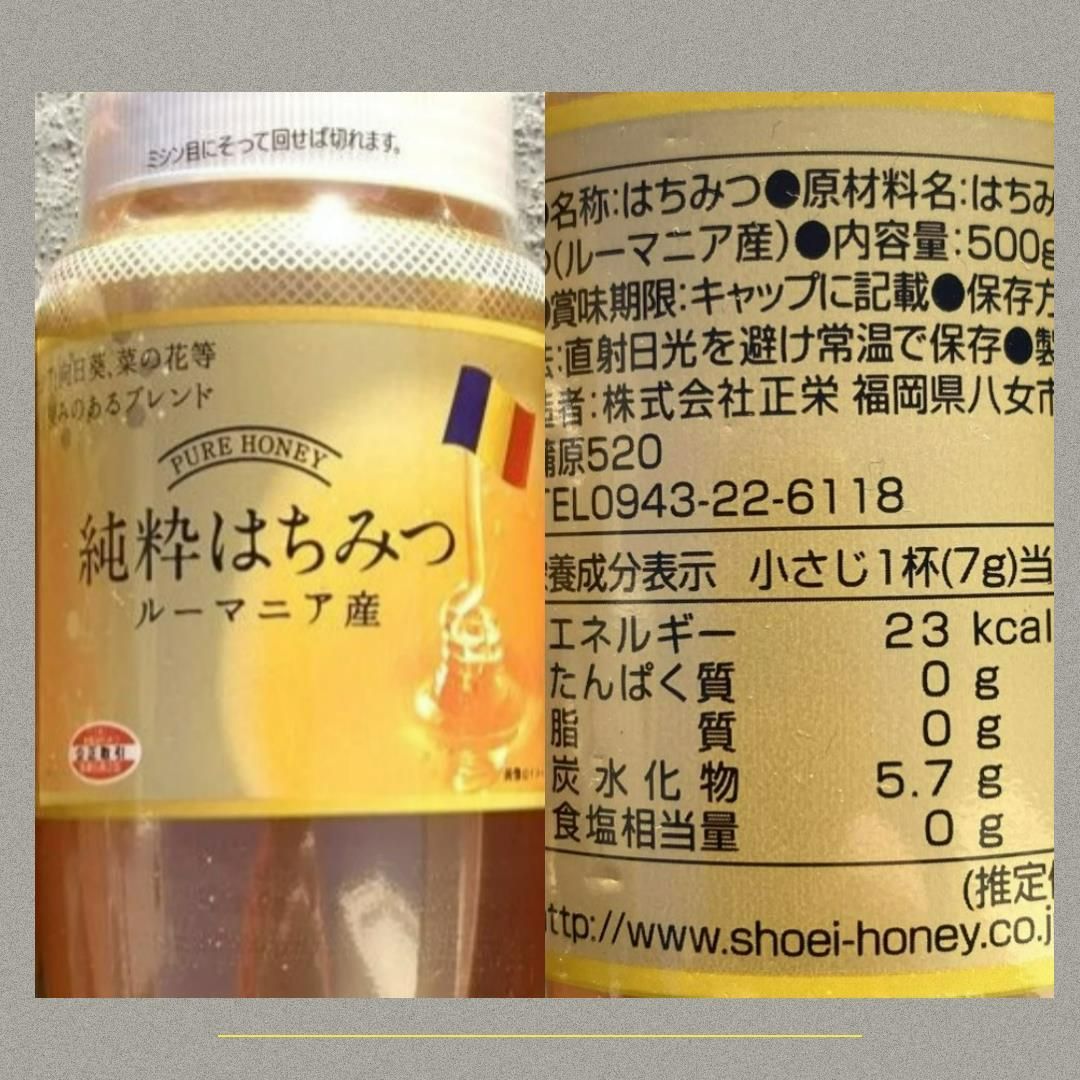 ミシン目にそって回せば切れます。
向日葵、菜の花等
みのあるブレンド
PURE HONEY
純粋はちみつ
ルーマニア産
公正取引
名称:はちみつ●原材料名:はちみ
(ルーマニア産)●内容量:500g
賞味期限:キャップに記載●保存方
法:直射日光を避け常温で保存●製
造者:株式会社正栄 福岡県八女市
蒲原520
TEL0943-22-6118
栄養成分表示 小さじ1杯(7g)当
エネルギー 23 kcal
たんぱく質 0 g
脂質 0 g
炭水化物 5.7 g
食塩相当量 0 g
(推定値
http://www.shoei-honey.co.j